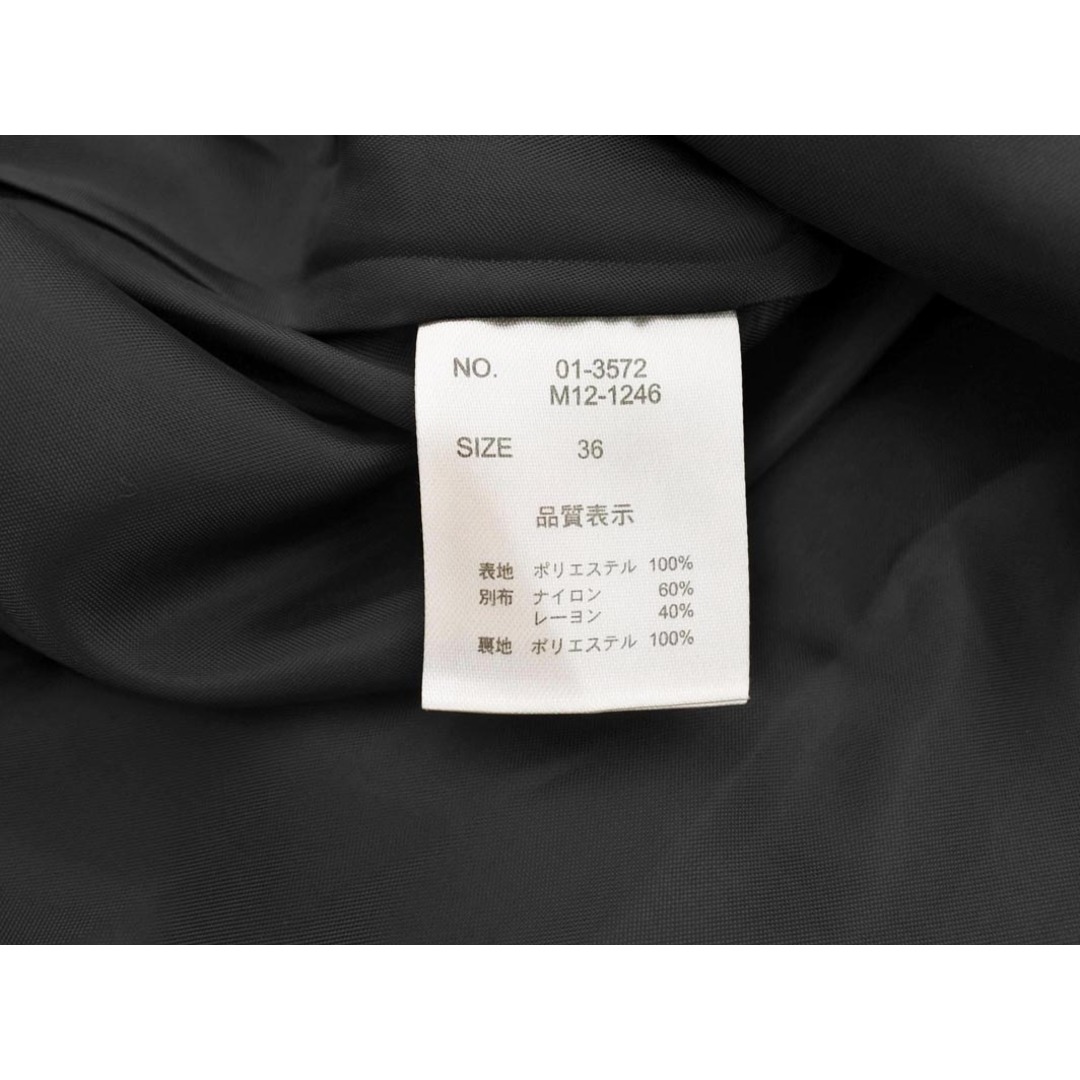 NO. 01-3572
M12-1246
SIZE 36
品質表示
表地 ポリエステル 100%
別布 ナイロン 60%
レーヨン 40%
裏地 ポリエステル 100%